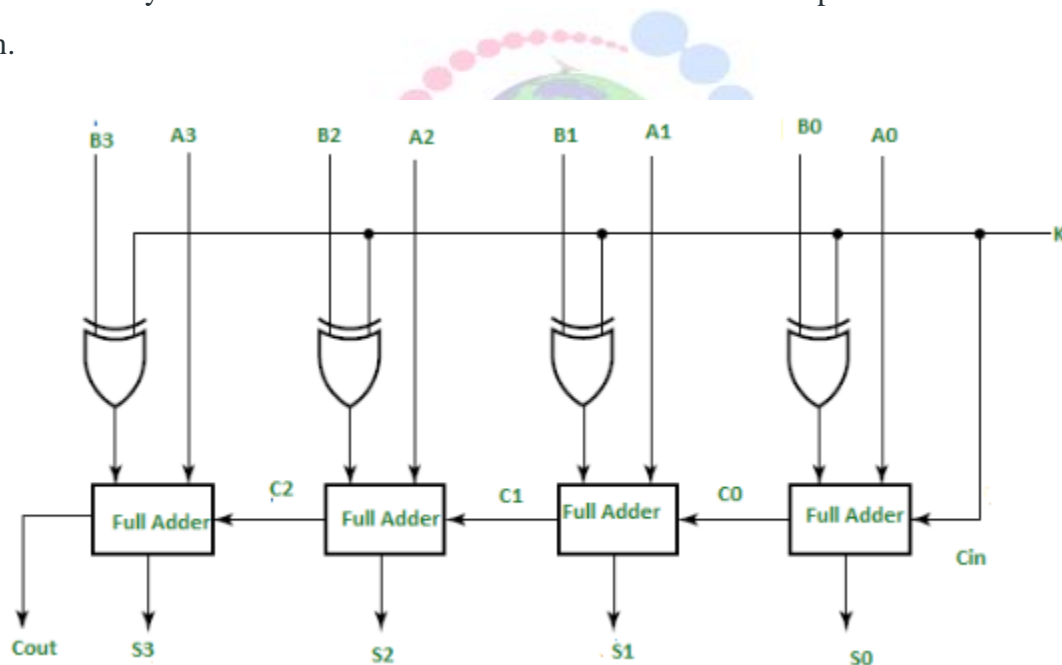 n.
B3 A3 B2 A2 B1 A1 B0 A0
K
C2 C1 C0
Full Adder Full Adder Full Adder Full Adder
Cin
Cout S3 S2 S1 S0